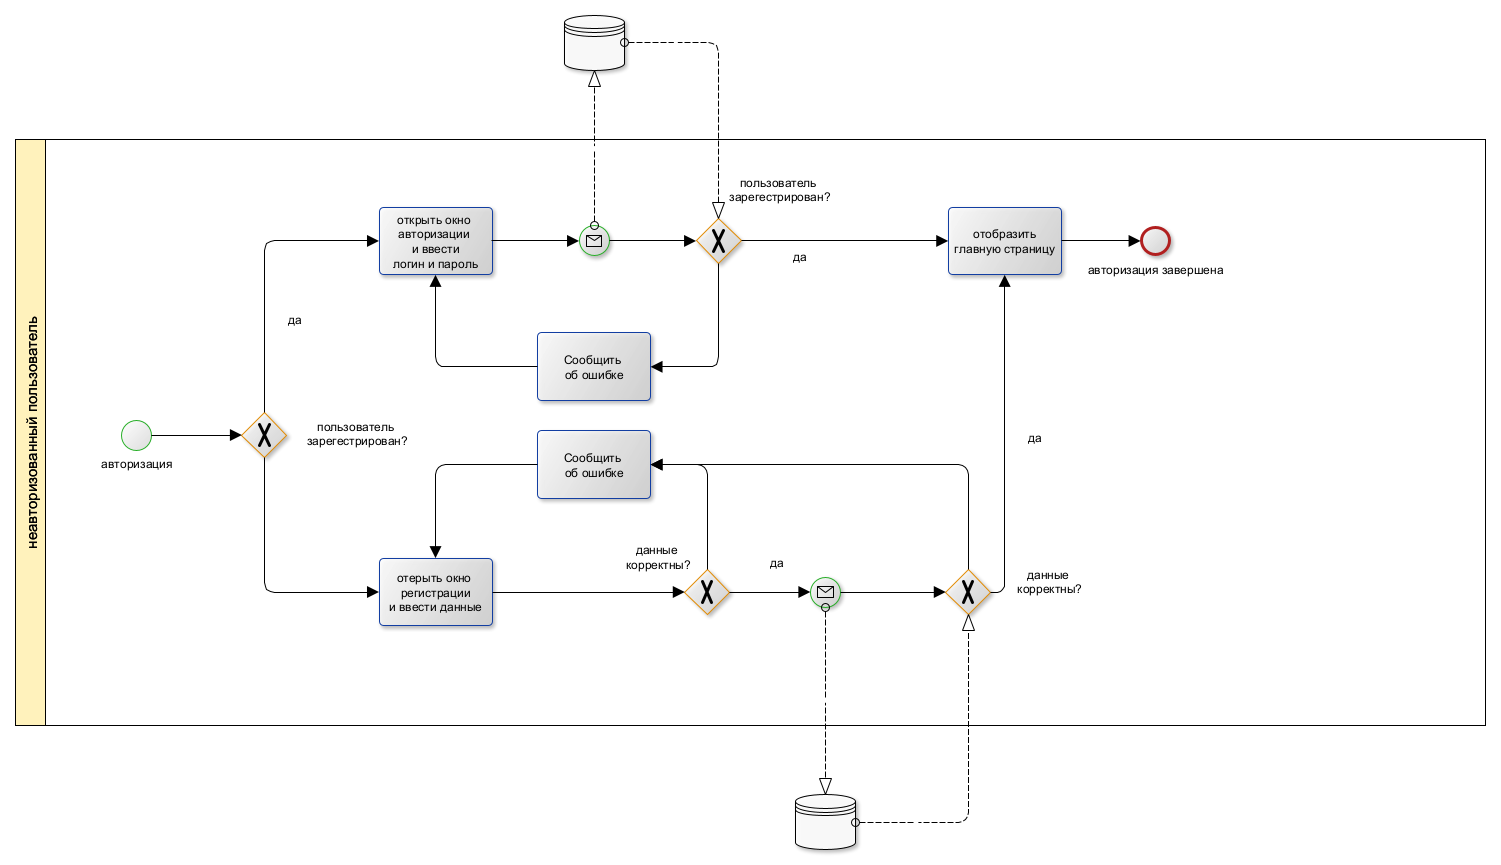 неавторизованный пользователь
пользователь
зарегестрирован?
открыть окно
авторизации
и ввести
логин и пароль
отобразить
главную страницу
да
авторизация завершена
да
Сообщить
об ошибке
пользователь
зарегестрирован?
авторизация
да
Сообщить
об ошибке
данные
корректны?
да
отерыть окно
регистрации
и ввести данные
данные
корректны?